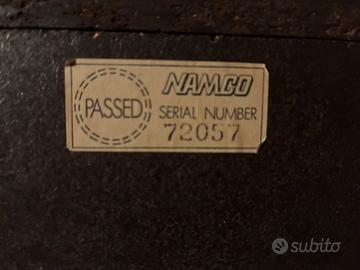 PASSED
NAMCO
SERIAL NUMBER
72057
subito